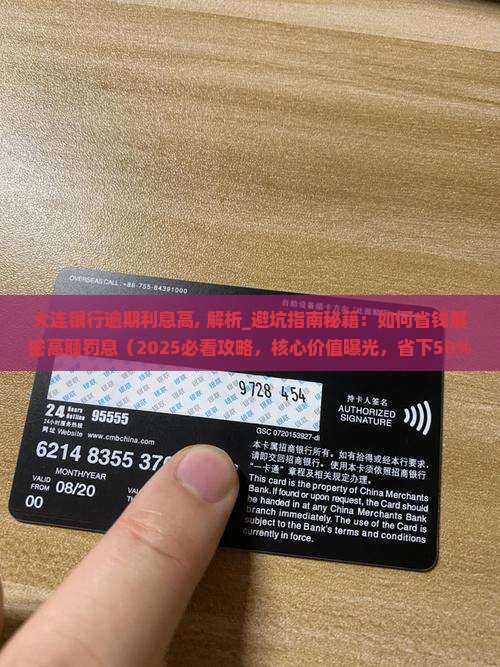 OVERSEAS CALL: +86-755-84391000
大连银行逾期利息高, 解析_避坑指南秘籍：如何省钱
密高额罚息（2025必看攻略，核心价值曝光，省下50%
银联 银联 银联 银联
9728 454
24 Hours Hotline 95555
24小时服务热线
网址 Website www.cmbchina.com
持卡人签名
AUTHORIZED
SIGNATURE
GSC 0720153927-di
6214 8355 37
MONTH/YEAR
VALID
FROM 08/20
00
本卡属招商银行所有。如有拾得或经本行要求，
请即交回招商银行。使用本卡须依照招商银行
“一卡通”章程及相关规定办理。
This card is the property of China Merchants
Bank. If found or upon request, the Card should
be handed in at any China Merchants Bank
branch immediately. The use of the Card is
subject to the Bank's terms and conditions
currently in force.